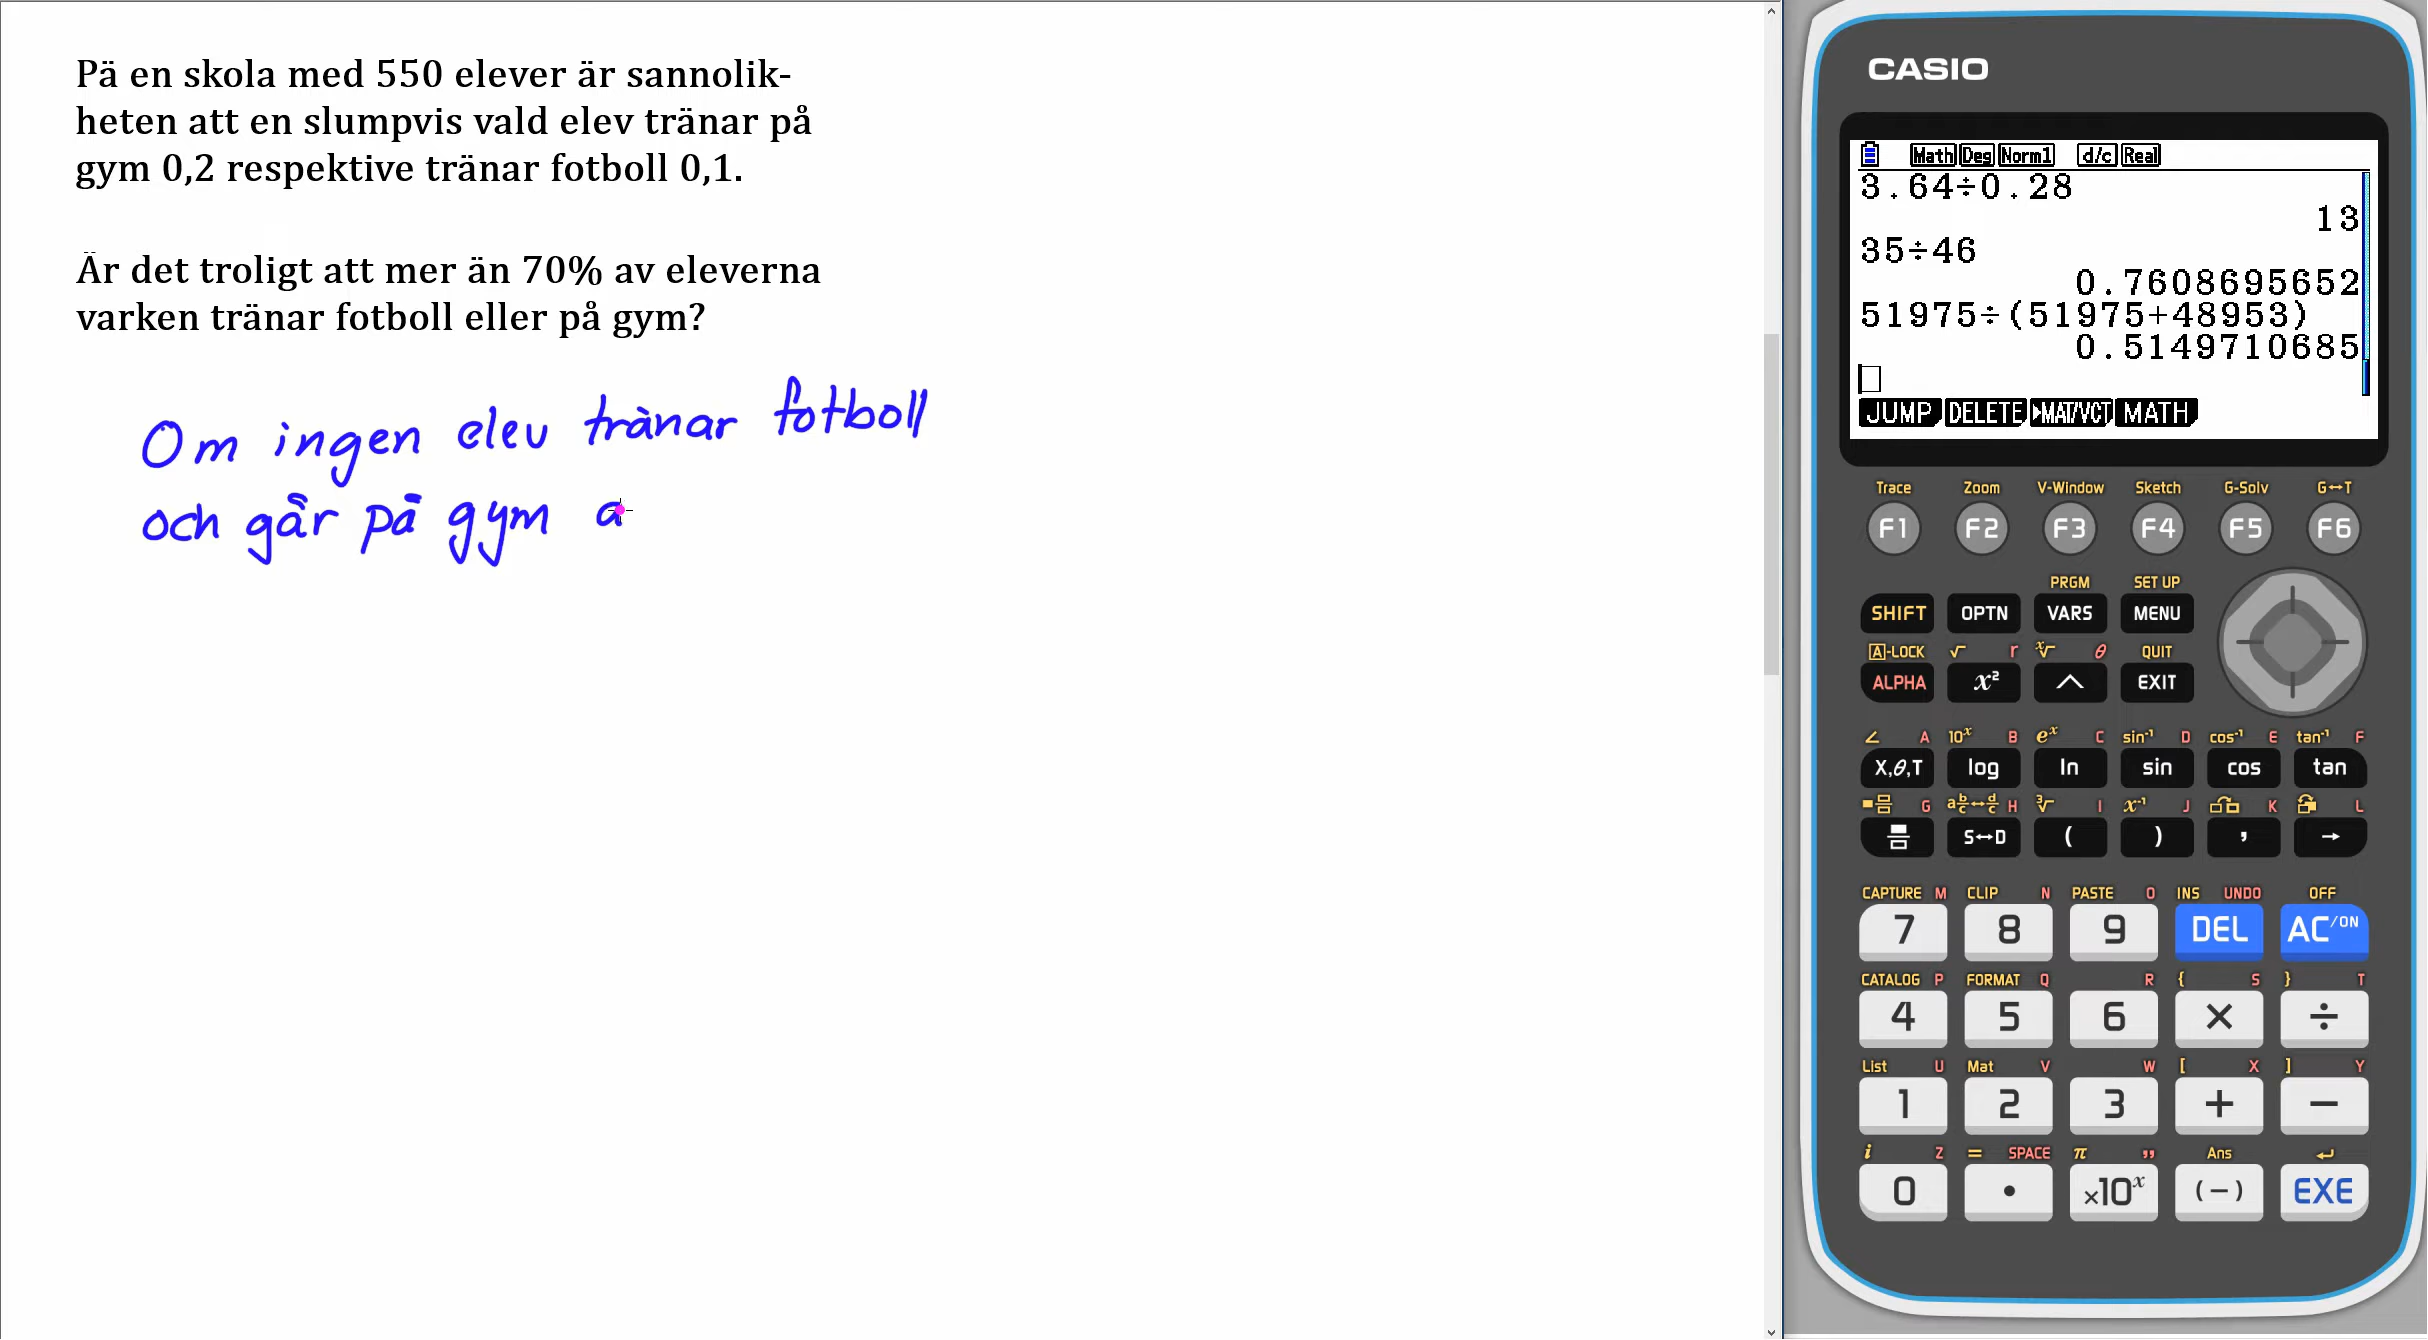 På en skola med 550 elever är sannolik-
heten att en slumpvis vald elev tränar på
gym 0,2 respektive tränar fotboll 0,1.
Är det troligt att mer än 70% av eleverna
varken tränar fotboll eller på gym?
Om ingen elev tränar fotboll
och går på gym a
CASIO
Math Deg Norm1 d/c Real
3.64÷0.28
13
35÷46
0.7608695652
51975÷(51975+48953)
0.5149710685
JUMP DELETE ▸MAT/VCT MATH
Trace Zoom V-Window Sketch G-Solv G↔T
F1 F2 F3 F4 F5 F6
PRGM SET UP
SHIFT OPTN VARS MENU
A-LOCK √ r ˣ√ θ QUIT
ALPHA x² ^ EXIT
∠ A 10ˣ B eˣ C sin⁻¹ D cos⁻¹ E tan⁻¹ F
X,θ,T log ln sin cos tan
G a b/c↔d/c H ³√ I x⁻¹ J K L
S↔D ( ) , →
CAPTURE M CLIP N PASTE O INS UNDO OFF
7 8 9 DEL AC/ON
CATALOG P FORMAT Q R { S } T
4 5 6 × ÷
List U Mat V W [ X ] Y
1 2 3 + −
i Z = SPACE π " Ans ↵
0 • ×10ˣ (−) EXE